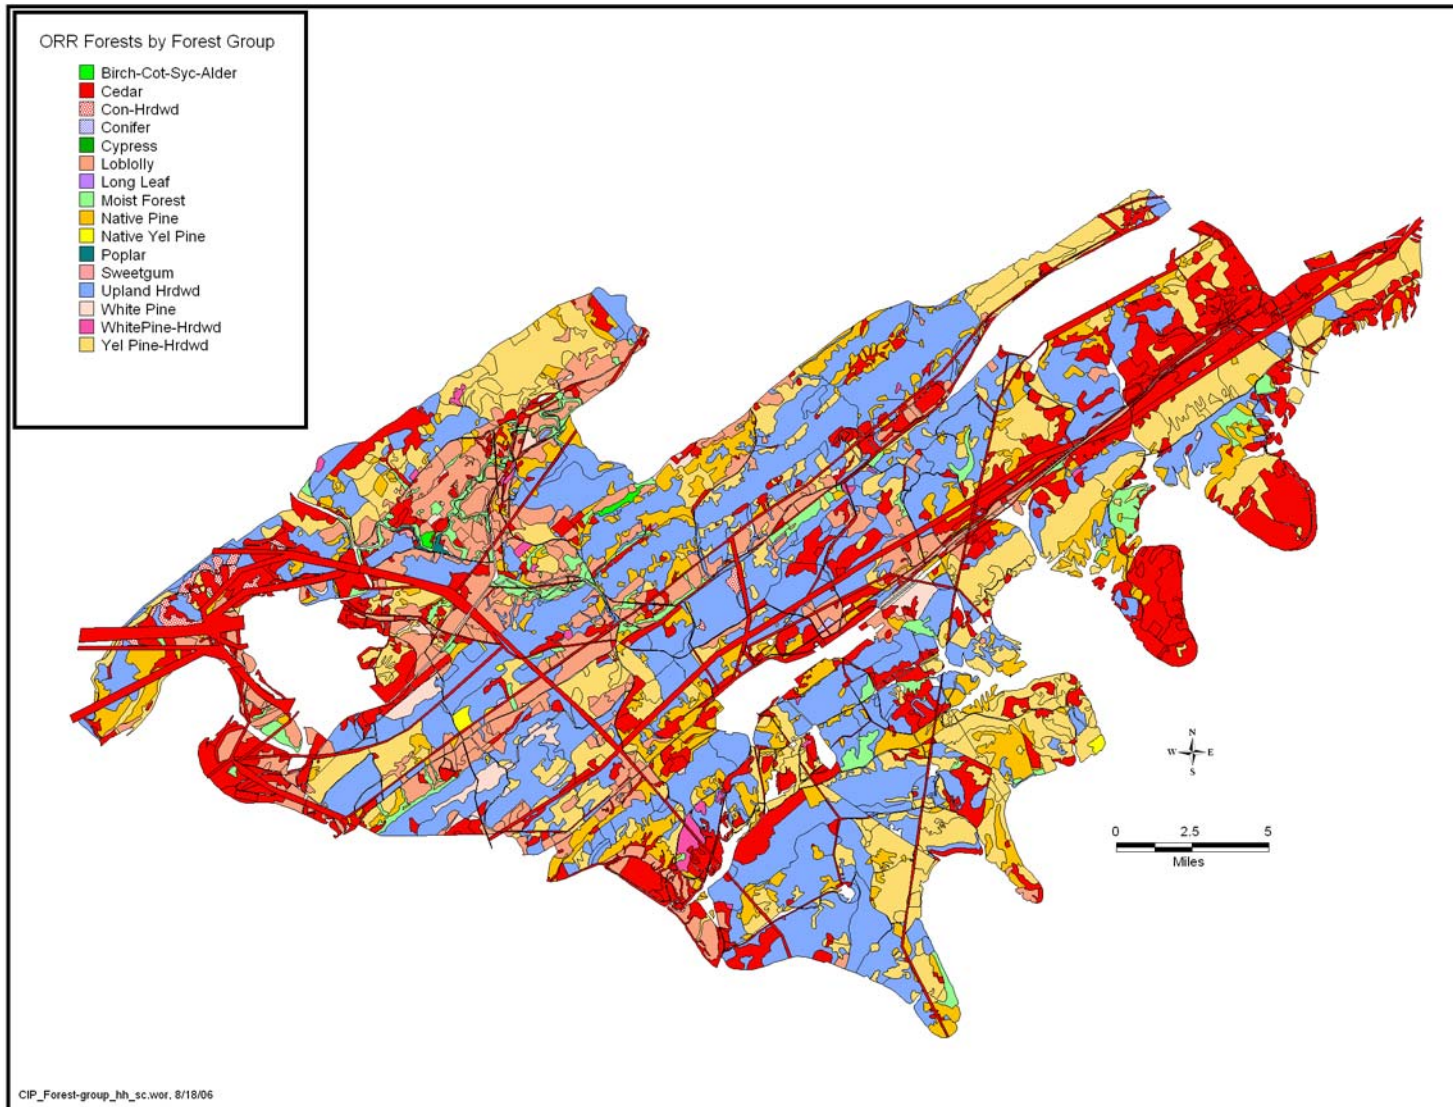 ORR Forests by Forest Group
Birch-Cot-Syc-Alder
Cedar
Con-Hrdwd
Conifer
Cypress
Loblolly
Long Leaf
Moist Forest
Native Pine
Native Yel Pine
Poplar
Sweetgum
Upland Hrdwd
White Pine
WhitePine-Hrdwd
Yel Pine-Hrdwd
N
W E
S
0 2.5 5
Miles
CIP_Forest-group_hh_sc.wor, 8/18/06